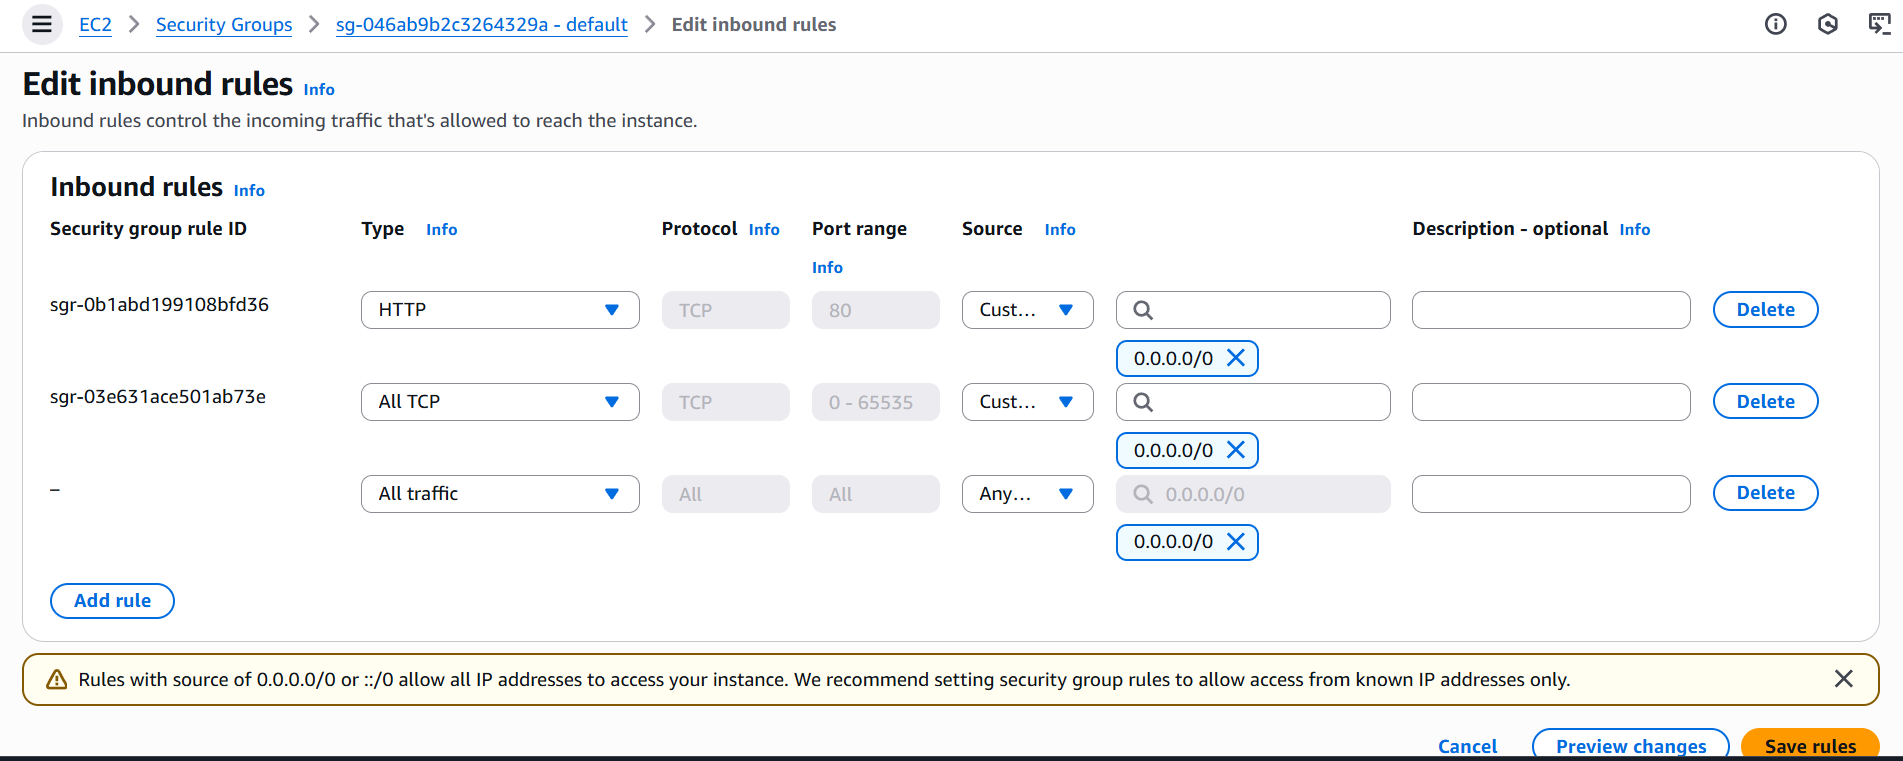 EC2 > Security Groups > sg-046ab9b2c3264329a - default > Edit inbound rules
Edit inbound rules Info
Inbound rules control the incoming traffic that's allowed to reach the instance.
Inbound rules Info
Security group rule ID Type Info Protocol Info Port range Info Source Info Description - optional Info
sgr-0b1abd199108bfd36 HTTP TCP 80 Cust... Delete
0.0.0.0/0
sgr-03e631ace501ab73e All TCP TCP 0 - 65535 Cust... Delete
0.0.0.0/0
– All traffic All All Any... 0.0.0.0/0 Delete
0.0.0.0/0
Add rule
Rules with source of 0.0.0.0/0 or ::/0 allow all IP addresses to access your instance. We recommend setting security group rules to allow access from known IP addresses only.
Cancel Preview changes Save rules